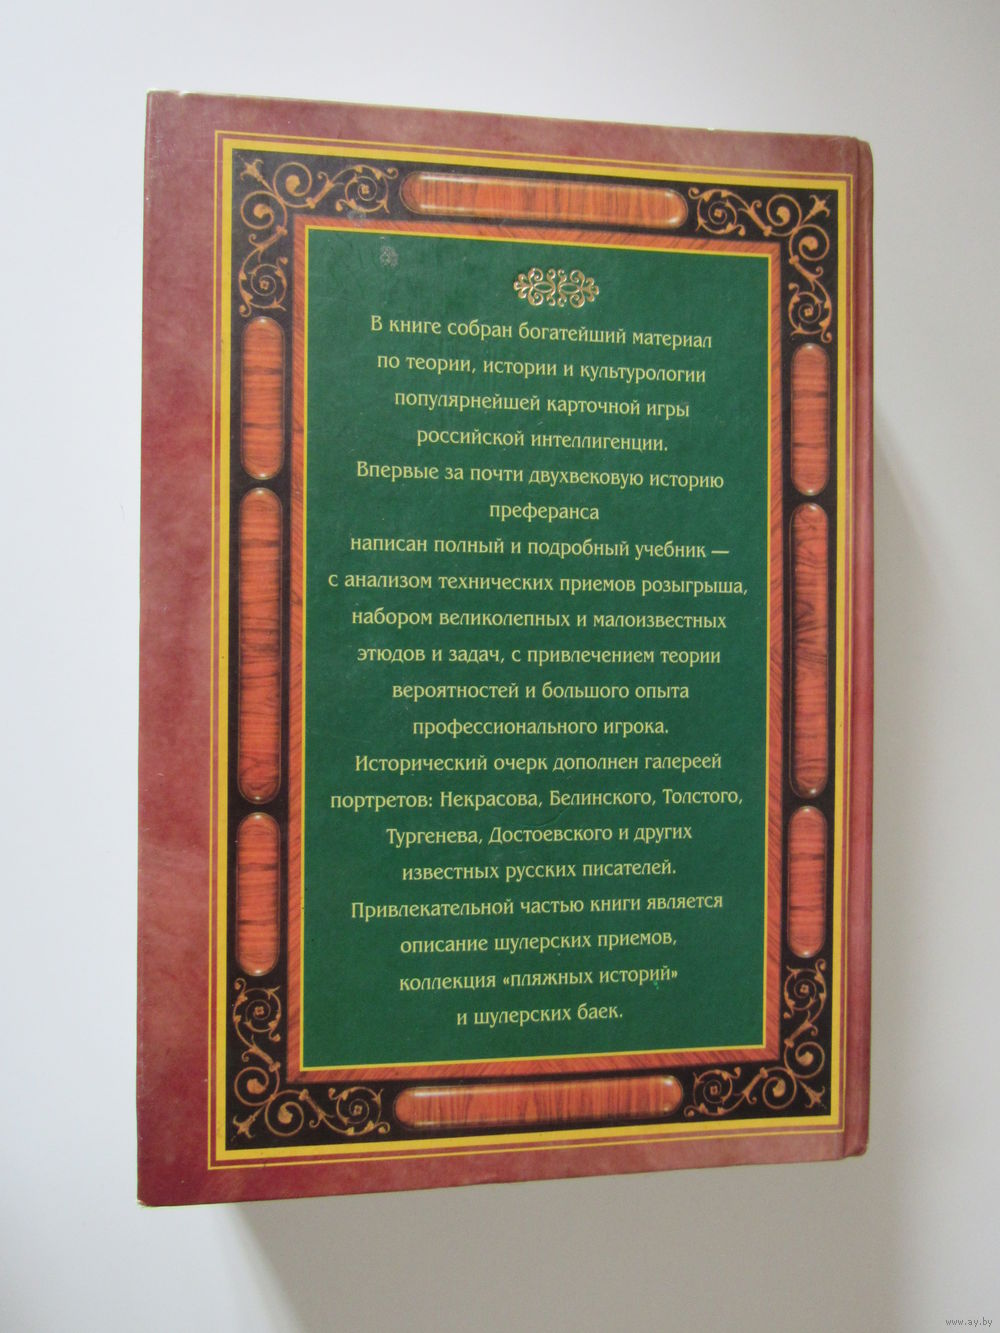 В книге собран богатейший материал
по теории, истории и культурологии
популярнейшей карточной игры
российской интеллигенции.
Впервые за почти двухвековую историю
преферанса
написан полный и подробный учебник —
с анализом технических приемов розыгрыша,
набором великолепных и малоизвестных
этюдов и задач, с привлечением теории
вероятностей и большого опыта
профессионального игрока.
Исторический очерк дополнен галереей
портретов: Некрасова, Белинского, Толстого,
Тургенева, Достоевского и других
известных русских писателей.
Привлекательной частью книги является
описание шулерских приемов,
коллекция «пляжных историй»
и шулерских баек.
www.ay.by